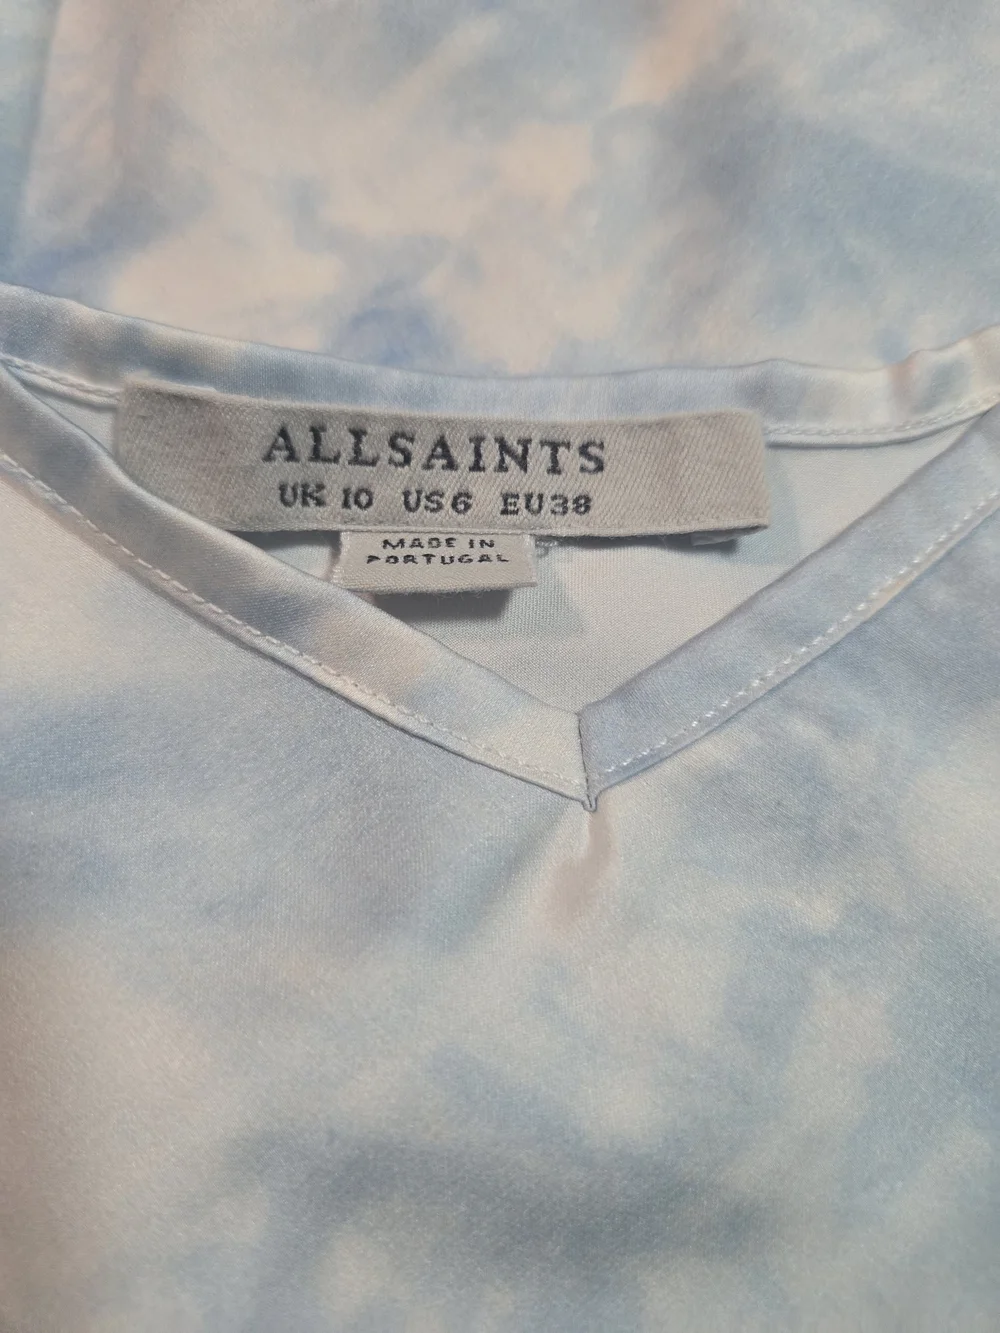 ALLSAINTS
UK 10 US6 EU38
MADE IN
PORTUGAL